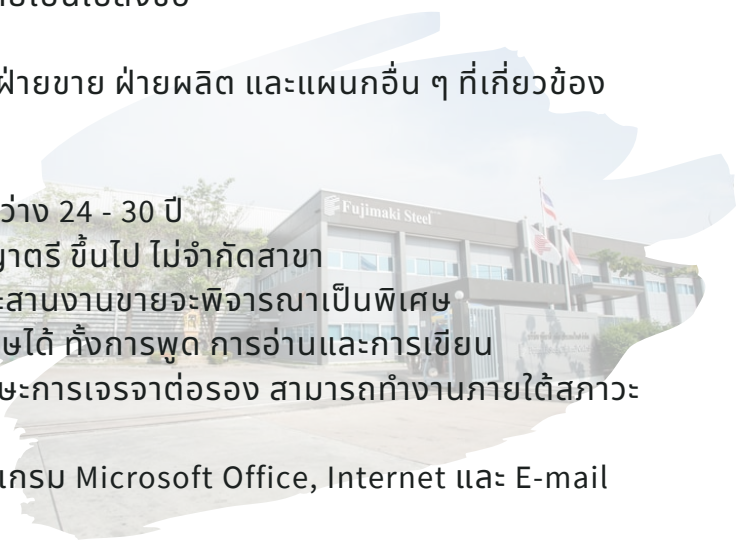 ฝ่ายขาย ฝ่ายผลิต และแผนกอื่น ๆ ที่เกี่ยวข้อง
Fujimaki Steel
ว่าง 24 - 30 ปี
ญาตรี ขึ้นไป ไม่จำกัดสาขา
ะสานงานขายจะพิจารณาเป็นพิเศษ
ษได้ ทั้งการพูด การอ่านและการเขียน
ษะการเจรจาต่อรอง สามารถทำงานภายใต้สภาวะ
แกรม Microsoft Office, Internet และ E-mail